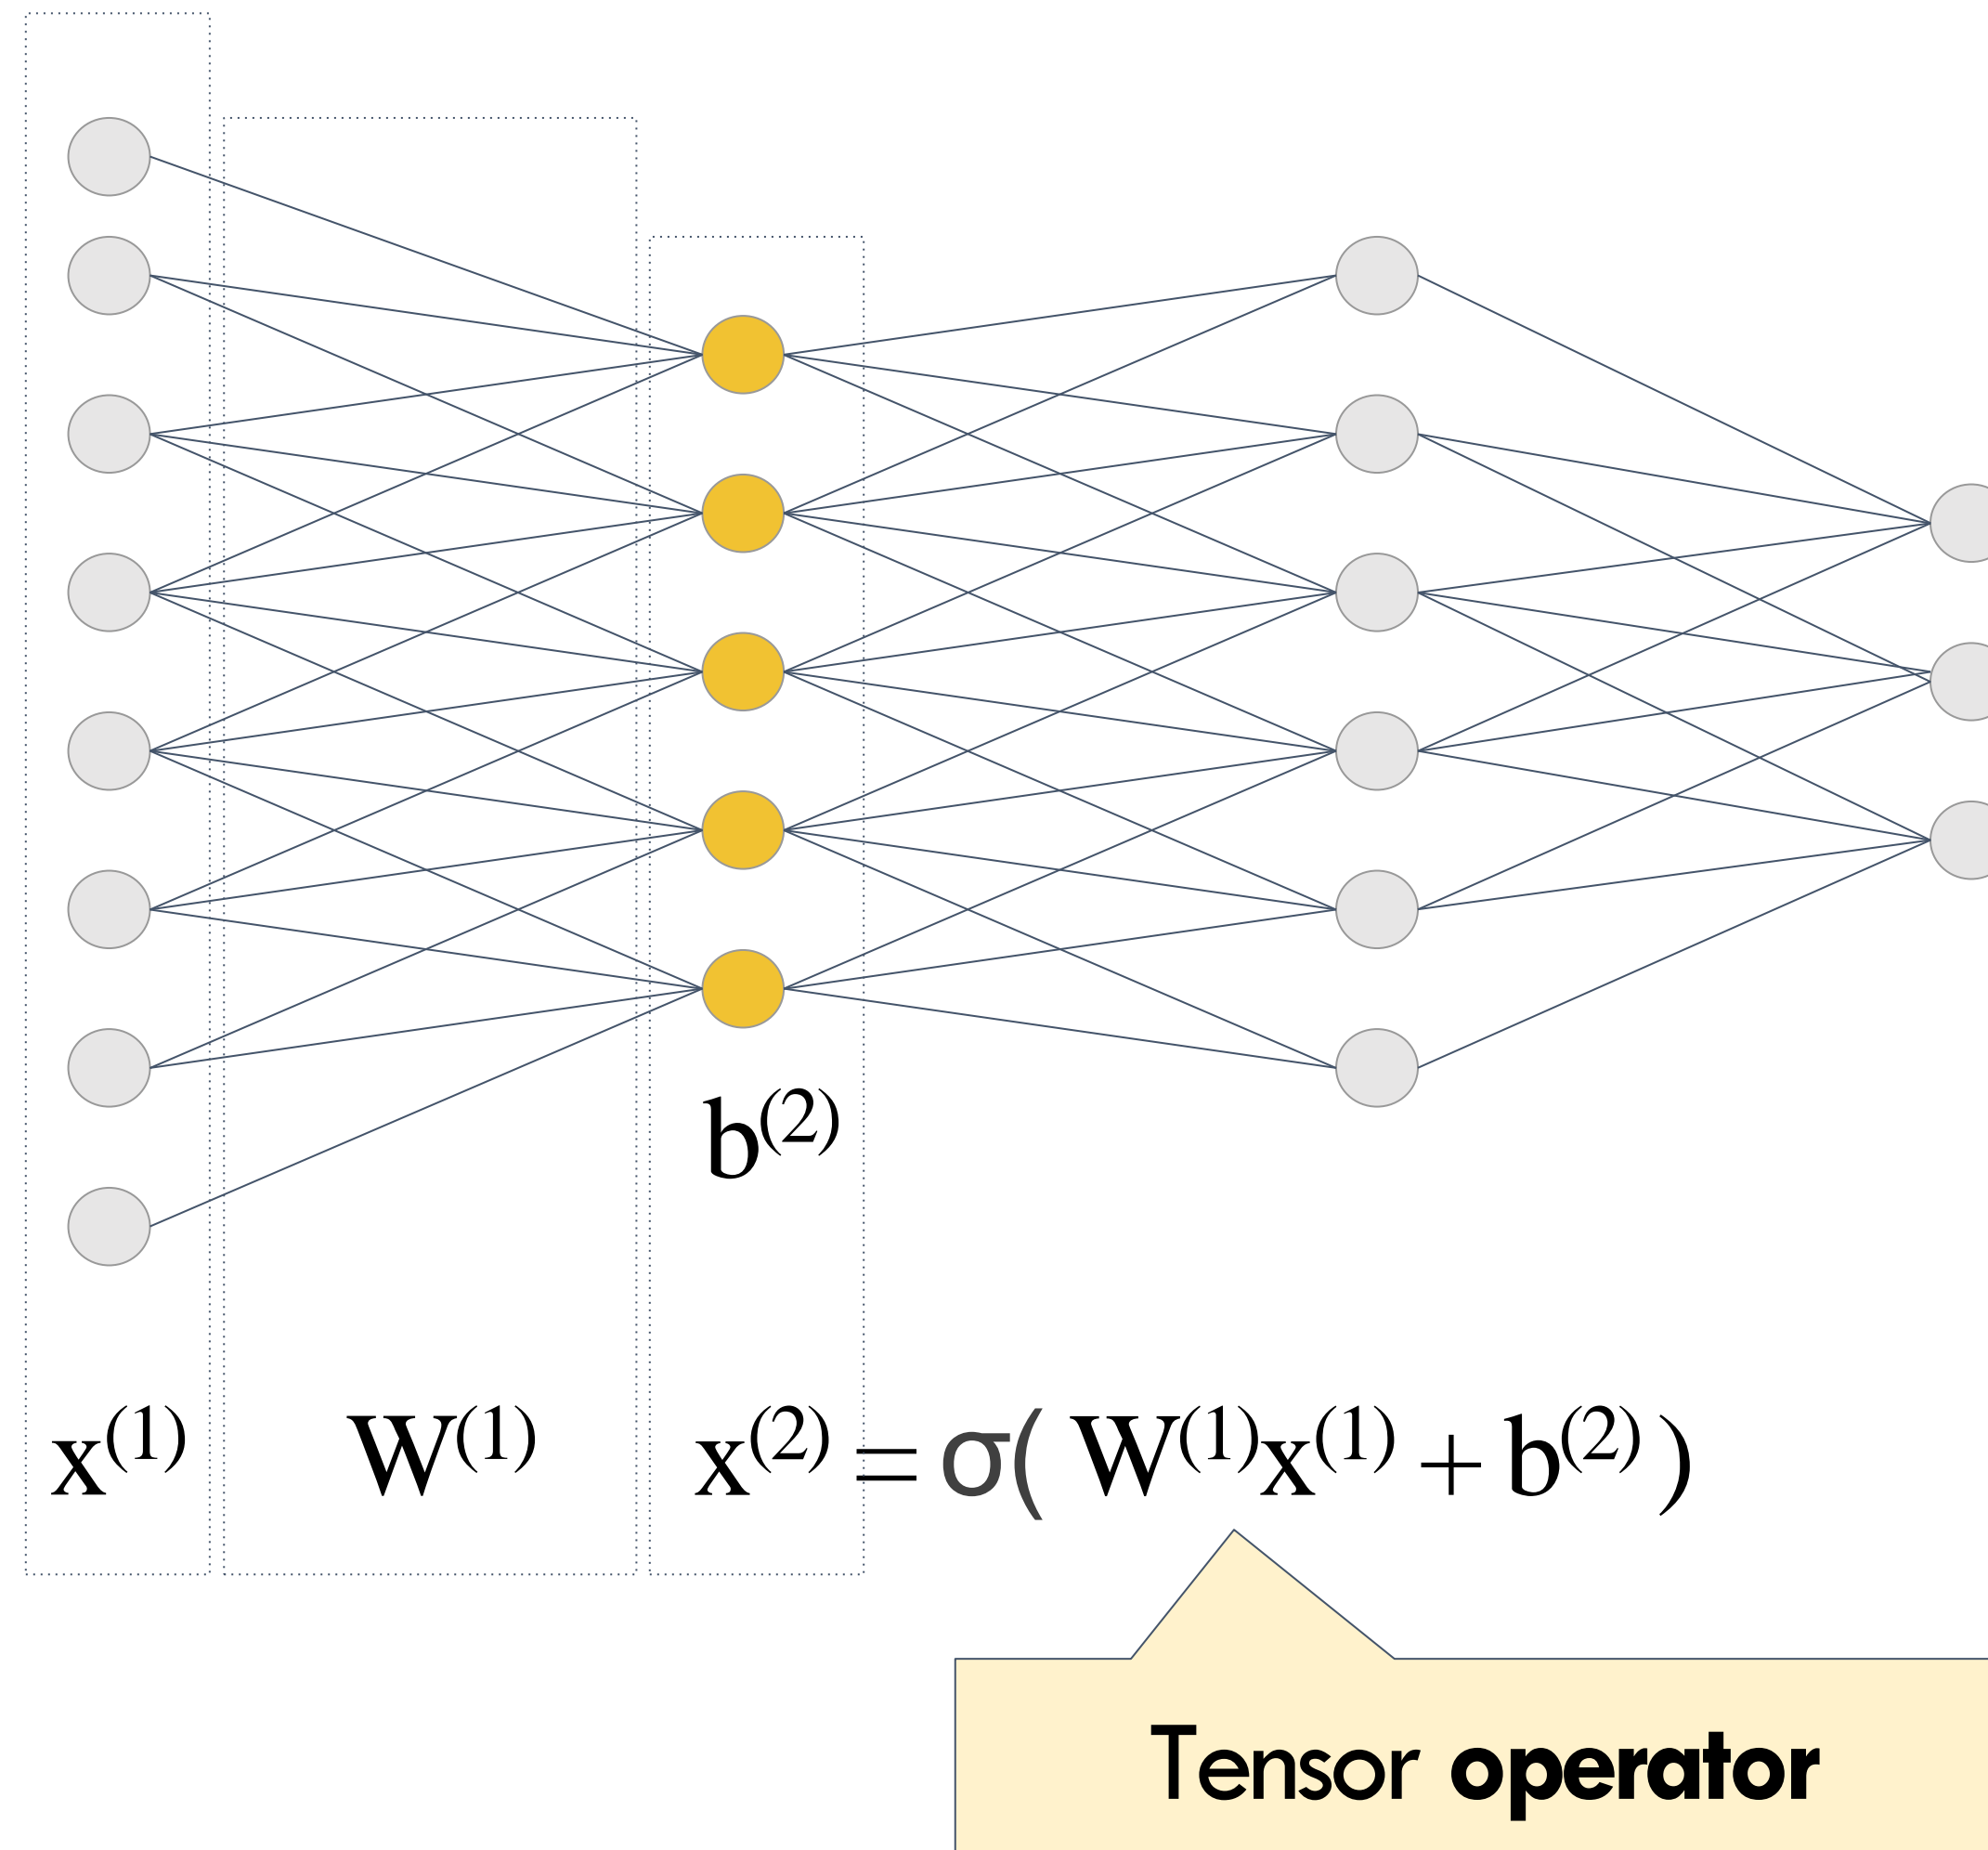 b⁽²⁾
x⁽¹⁾ W⁽¹⁾ x⁽²⁾ = σ( W⁽¹⁾x⁽¹⁾ + b⁽²⁾ )
Tensor operator